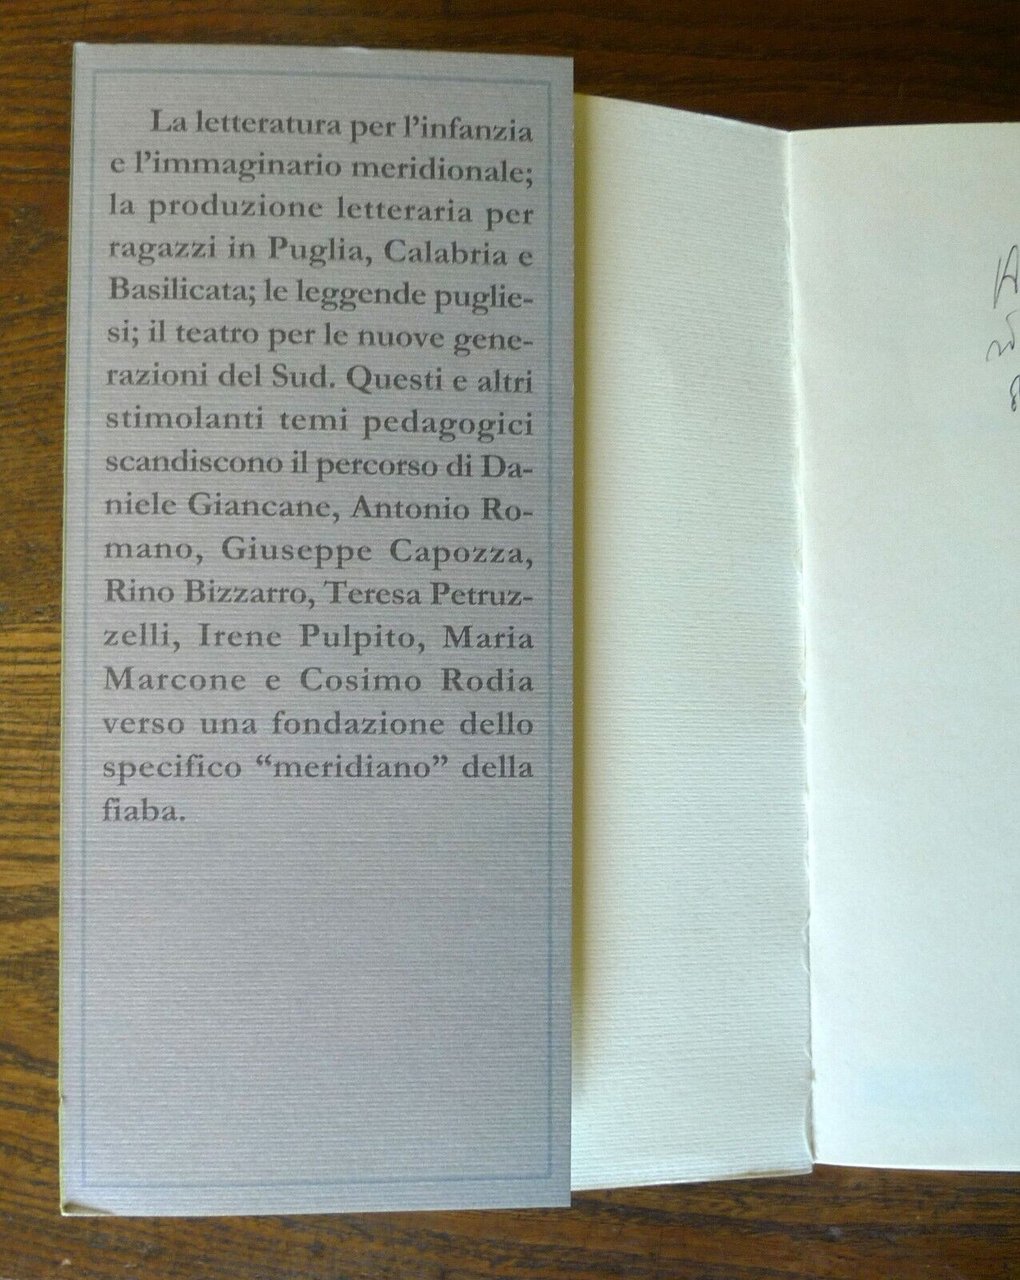 La letteratura per l’infanzia
e l’immaginario meridionale;
la produzione letteraria per
ragazzi in Puglia, Calabria e
Basilicata; le leggende puglie-
si; il teatro per le nuove gene-
razioni del Sud. Questi e altri
stimolanti temi pedagogici
scandiscono il percorso di Da-
niele Giancane, Antonio Ro-
mano, Giuseppe Capozza,
Rino Bizzarro, Teresa Petruz-
zelli, Irene Pulpito, Maria
Marcone e Cosimo Rodia
verso una fondazione dello
specifico “meridiano” della
fiaba.